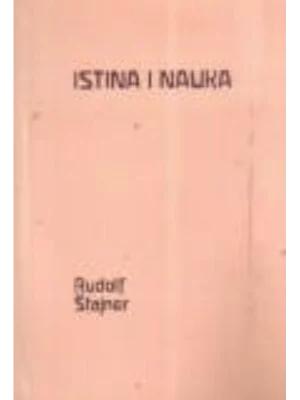 ISTINA I NAUKA
Rudolf
Štajner